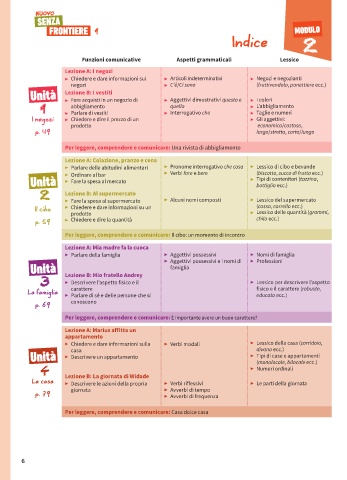 NUOVO
SENZA
FRONTIERE 1
Indice
MODULO
2
Funzioni comunicative Aspetti grammaticali Lessico
Unità
1
I negozi
p. 49
Lezione A: I negozi
▶ Chiedere e dare informazioni sui
negozi
▶ Articoli indeterminativi
▶ C'è/Ci sono
▶ Negozi e negozianti
(fruttivendolo, panettiere ecc.)
Lezione B: I vestiti
▶ Fare acquisti in un negozio di
abbigliamento
▶ Parlare di vestiti
▶ Chiedere e dire il prezzo di un
prodotto
▶ Aggettivi dimostrativi questo e
quello
▶ Interrogativo che
▶ I colori
▶ L'abbigliamento
▶ Taglie e numeri
▶ Gli aggettivi:
economico/costoso,
largo/stretto, corto/lungo
Per leggere, comprendere e comunicare: Una rivista di abbigliamento
Unità
2
Il cibo
p. 59
Lezione A: Colazione, pranzo e cena
▶ Parlare delle abitudini alimentari
▶ Ordinare al bar
▶ Fare la spesa al mercato
▶ Pronome interrogativo che cosa
▶ Verbi fare e bere
▶ Lessico di cibo e bevande
(biscotto, succo di frutta ecc.)
▶ Tipi di contenitori (tazzina,
bottiglia ecc.)
Lezione B: Al supermercato
▶ Fare la spesa al supermercato
▶ Chiedere e dare informazioni su un
prodotto
▶ Chiedere e dire la quantità
▶ Alcuni nomi composti
▶ Lessico del supermercato
(cassa, carrello ecc.)
▶ Lessico delle quantità (grammi,
chilo ecc.)
Per leggere, comprendere e comunicare: Il cibo: un momento di incontro
Unità
3
La famiglia
p. 69
Lezione A: Mia madre fa la cuoca
▶ Parlare della famiglia
▶ Aggettivi possessivi
▶ Aggettivi possessivi e i nomi di
famiglia
▶ Nomi di famiglia
▶ Professioni
Lezione B: Mio fratello Andrey
▶ Descrivere l'aspetto fisico e il
carattere
▶ Parlare di sé e delle persone che si
conoscono
▶ Lessico per descrivere l'aspetto
fisico e il carattere (robusto,
educato ecc.)
Per leggere, comprendere e comunicare: È importante avere un buon carattere?
Unità
4
La casa
p. 79
Lezione A: Marius affitta un
appartamento
▶ Chiedere e dare informazioni sulla
casa
▶ Descrivere un appartamento
▶ Verbi modali
▶ Lessico della casa (corridoio,
divano ecc.)
▶ Tipi di case e appartamenti
(monolocale, bilocale ecc.)
▶ Numeri ordinali
Lezione B: La giornata di Widade
▶ Descrivere le azioni della propria
giornata
▶ Verbi riflessivi
▶ Avverbi di tempo
▶ Avverbi di frequenza
▶ Le parti della giornata
Per leggere, comprendere e comunicare: Casa dolce casa
6